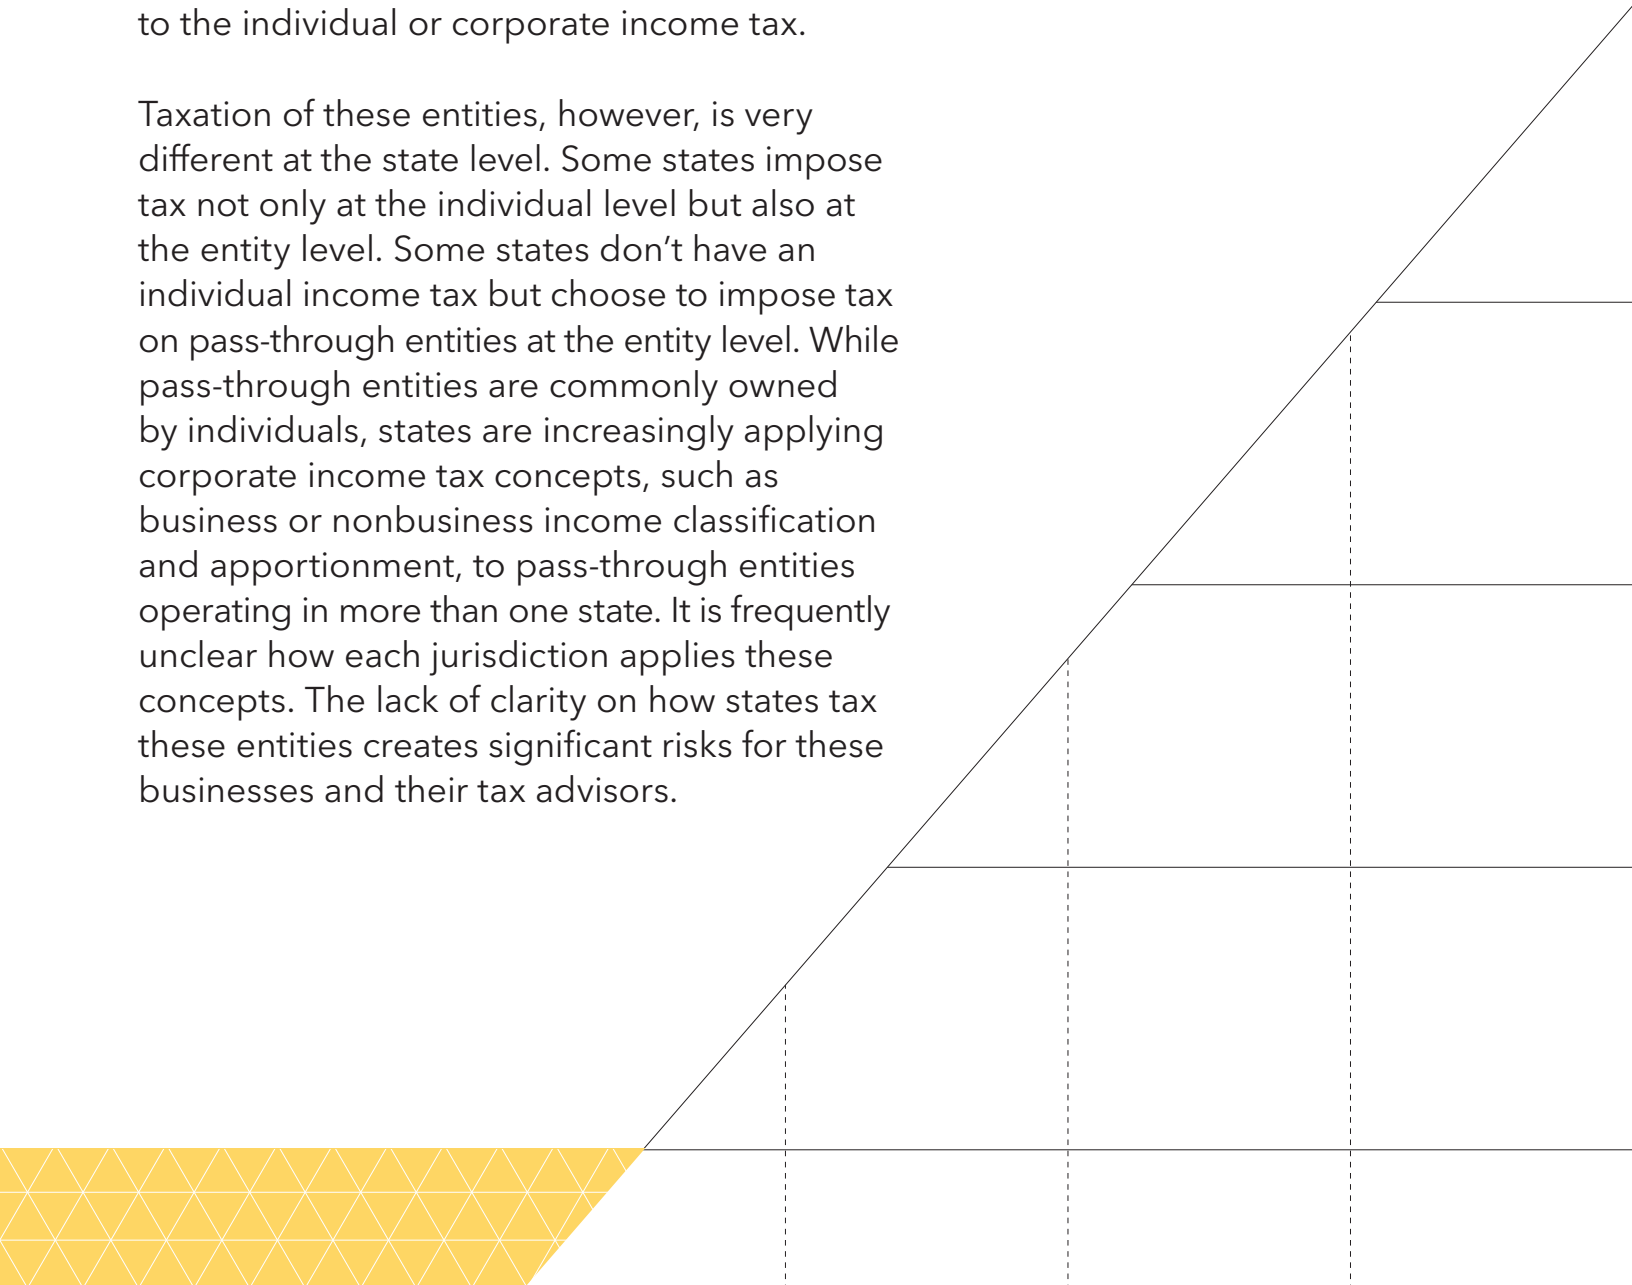 to the individual or corporate income tax.
Taxation of these entities, however, is very
different at the state level. Some states impose
tax not only at the individual level but also at
the entity level. Some states don’t have an
individual income tax but choose to impose tax
on pass-through entities at the entity level. While
pass-through entities are commonly owned
by individuals, states are increasingly applying
corporate income tax concepts, such as
business or nonbusiness income classification
and apportionment, to pass-through entities
operating in more than one state. It is frequently
unclear how each jurisdiction applies these
concepts. The lack of clarity on how states tax
these entities creates significant risks for these
businesses and their tax advisors.